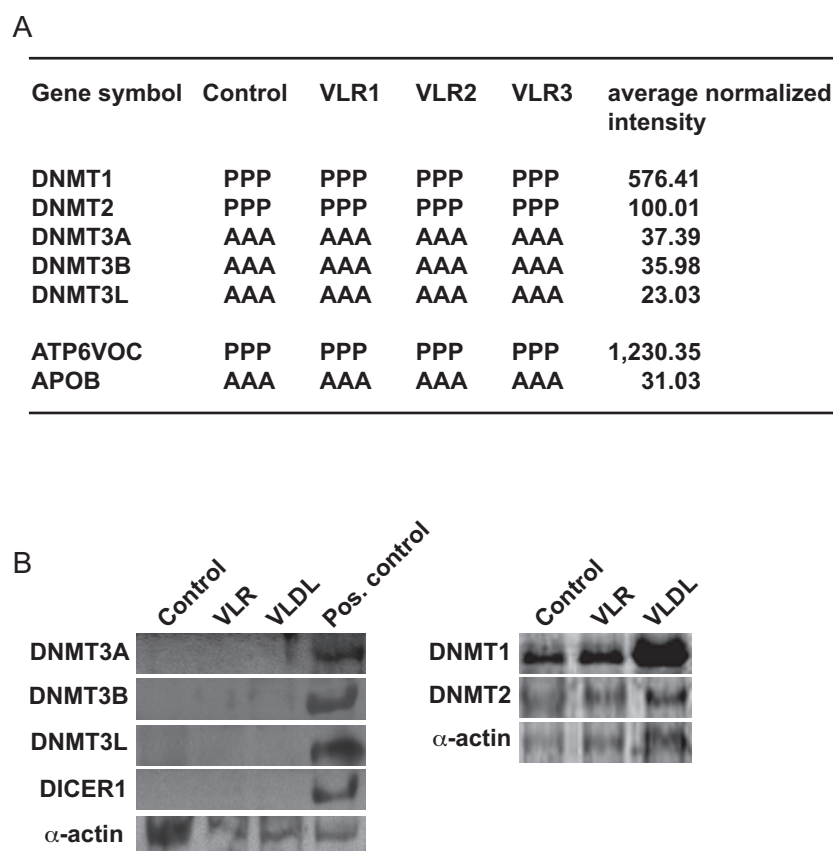 A
Gene symbol Control VLR1 VLR2 VLR3 average normalized
intensity
DNMT1 PPP PPP PPP PPP 576.41
DNMT2 PPP PPP PPP PPP 100.01
DNMT3A AAA AAA AAA AAA 37.39
DNMT3B AAA AAA AAA AAA 35.98
DNMT3L AAA AAA AAA AAA 23.03
ATP6VOC PPP PPP PPP PPP 1,230.35
APOB AAA AAA AAA AAA 31.03
B
Control VLR VLDL Pos. control
DNMT3A
DNMT3B
DNMT3L
DICER1
α-actin
Control VLR VLDL
DNMT1
DNMT2
α-actin